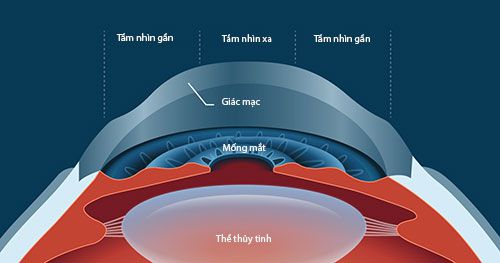 Tầm nhìn gần
Tầm nhìn xa
Tầm nhìn gần
Giác mạc
Mống mắt
Thể thủy tinh